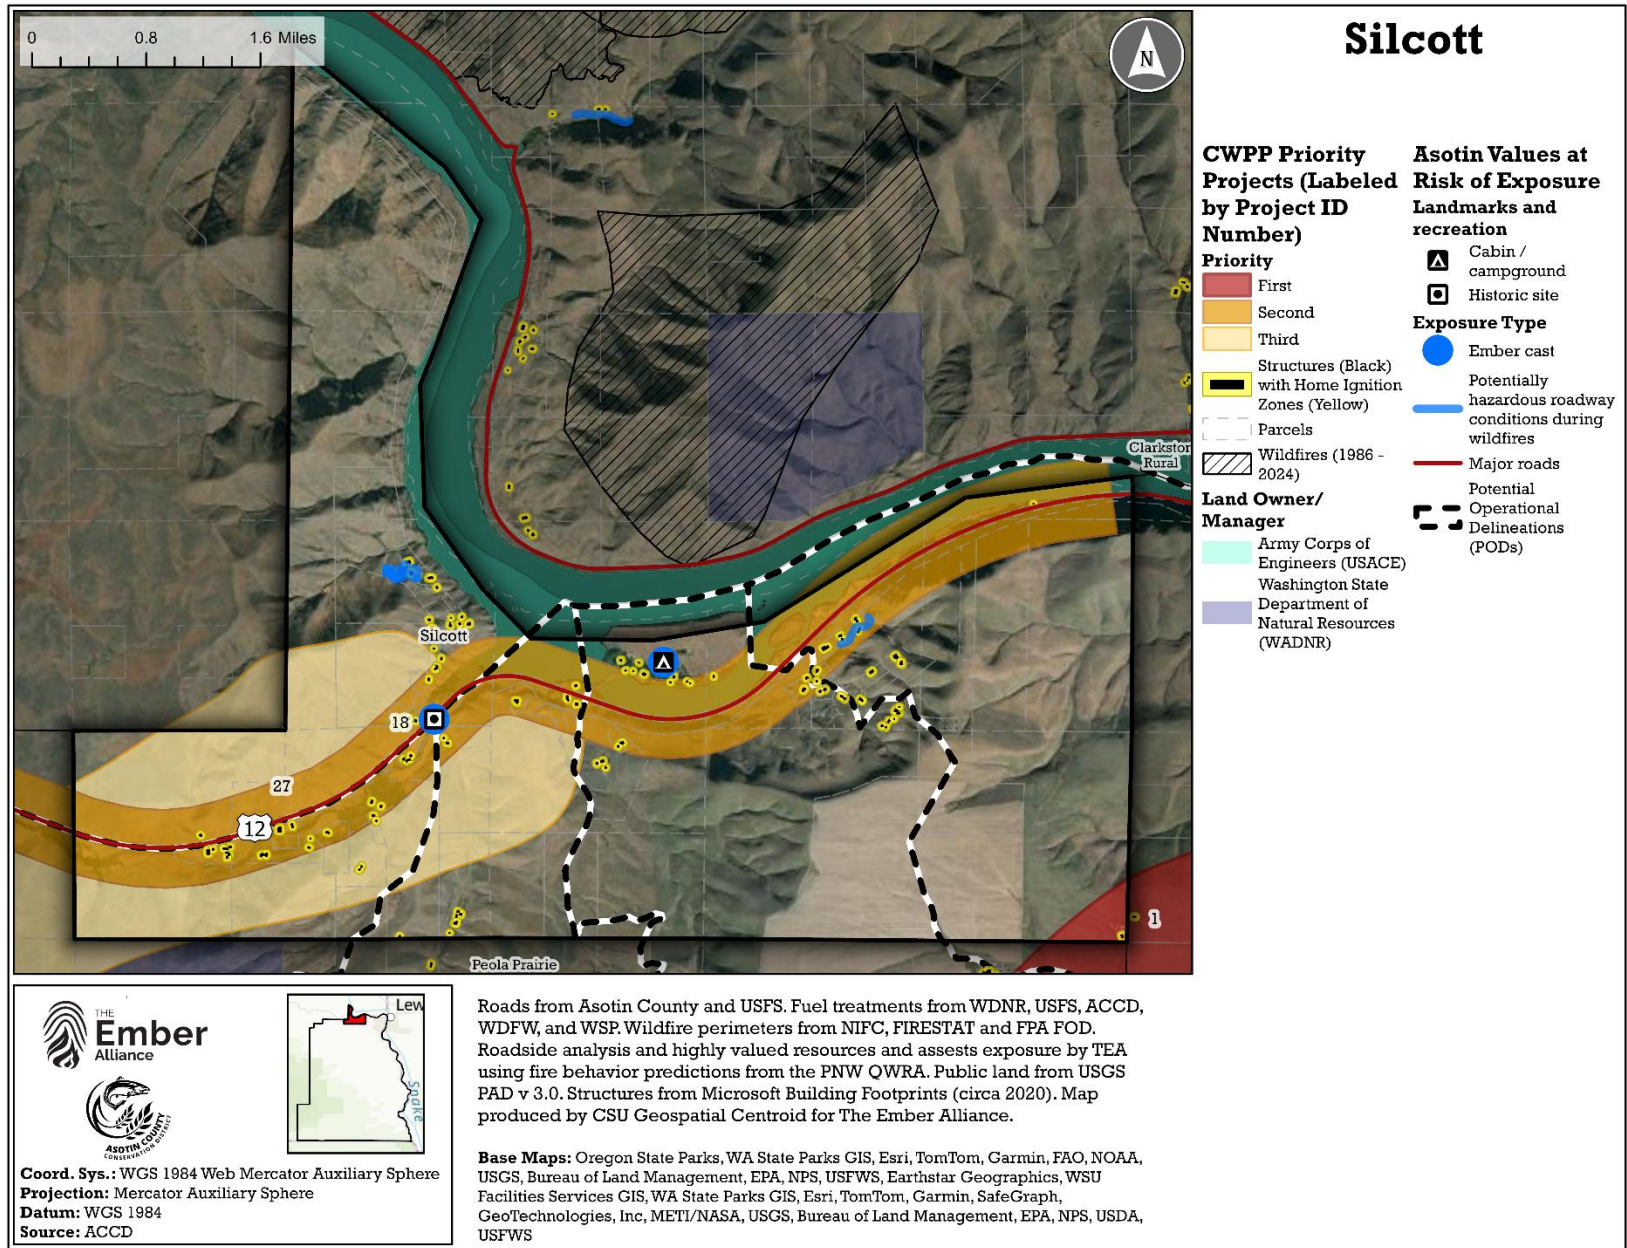 Silcott
0 0.8 1.6 Miles
N
Clarkston
Rural
Silcott
18
27
12
1
Peola Prairie
CWPP Priority
Projects (Labeled
by Project ID
Number)
Priority
First
Second
Third
Structures (Black)
with Home Ignition
Zones (Yellow)
Parcels
Wildfires (1986 -
2024)
Land Owner/
Manager
Army Corps of
Engineers (USACE)
Washington State
Department of
Natural Resources
(WADNR)
Asotin Values at
Risk of Exposure
Landmarks and
recreation
Cabin /
campground
Historic site
Exposure Type
Ember cast
Potentially
hazardous roadway
conditions during
wildfires
Major roads
Potential
Operational
Delineations
(PODs)
THE
Ember
Alliance
ASOTIN COUNTY
CONSERVATION DISTRICT
Lew
Snake
Coord. Sys.: WGS 1984 Web Mercator Auxiliary Sphere
Projection: Mercator Auxiliary Sphere
Datum: WGS 1984
Source: ACCD
Roads from Asotin County and USFS. Fuel treatments from WDNR, USFS, ACCD,
WDFW, and WSP. Wildfire perimeters from NIFC, FIRESTAT and FPA FOD.
Roadside analysis and highly valued resources and assests exposure by TEA
using fire behavior predictions from the PNW QWRA. Public land from USGS
PAD v 3.0. Structures from Microsoft Building Footprints (circa 2020). Map
produced by CSU Geospatial Centroid for The Ember Alliance.
Base Maps: Oregon State Parks, WA State Parks GIS, Esri, TomTom, Garmin, FAO, NOAA,
USGS, Bureau of Land Management, EPA, NPS, USFWS, Earthstar Geographics, WSU
Facilities Services GIS, WA State Parks GIS, Esri, TomTom, Garmin, SafeGraph,
GeoTechnologies, Inc, METI/NASA, USGS, Bureau of Land Management, EPA, NPS, USDA,
USFWS